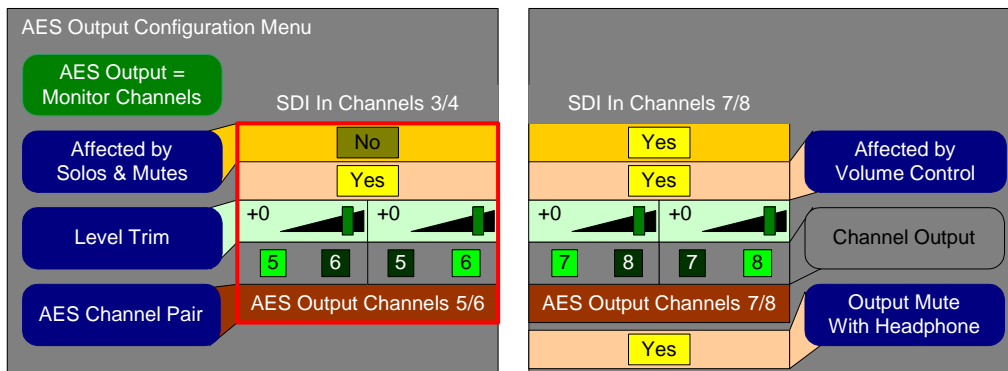 AES Output Configuration Menu
AES Output =
Monitor Channels
SDI In Channels 3/4
SDI In Channels 7/8
Affected by
Solos & Mutes
No
Yes
Yes
Yes
Affected by
Volume Control
Level Trim
+0
+0
+0
+0
5
6
5
6
7
8
7
8
Channel Output
AES Channel Pair
AES Output Channels 5/6
AES Output Channels 7/8
Output Mute
With Headphone
Yes